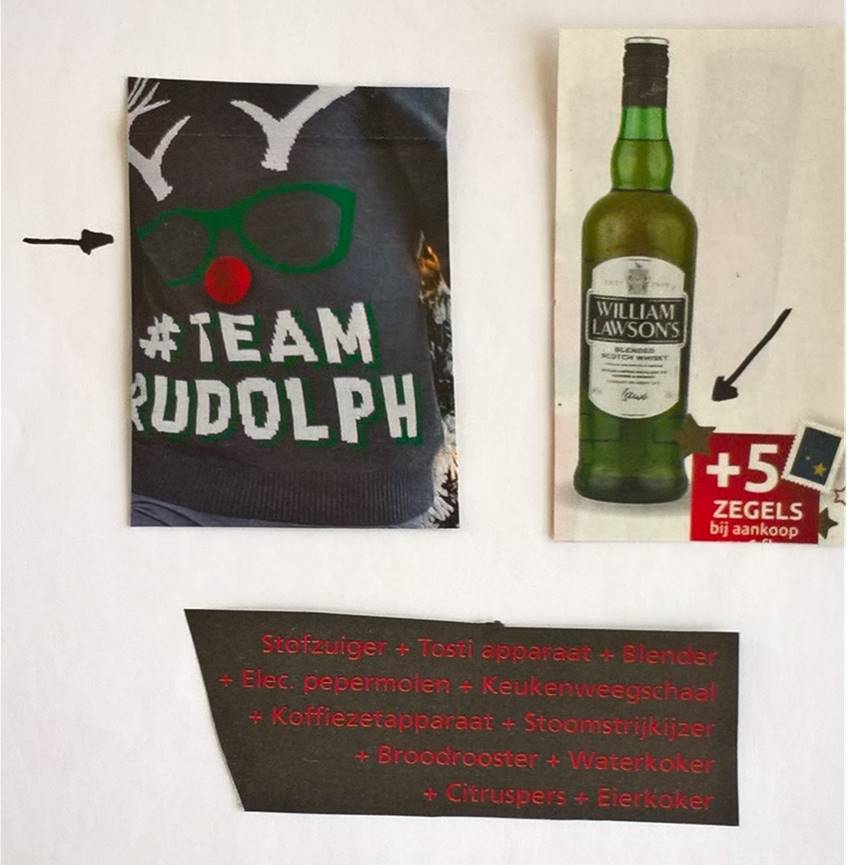 #TEAM
RUDOLPH
WILLIAM
LAWSON'S
BLENDED
SCOTCH WHISKY
+5
ZEGELS
bij aankoop
Stofzuiger + Tosti apparaat + Blender
+ Elec. pepermolen + Keukenweegschaal
+ Koffiezetapparaat + Stoomstrijkijzer
+ Broodrooster + Waterkoker
+ Citruspers + Eierkoker